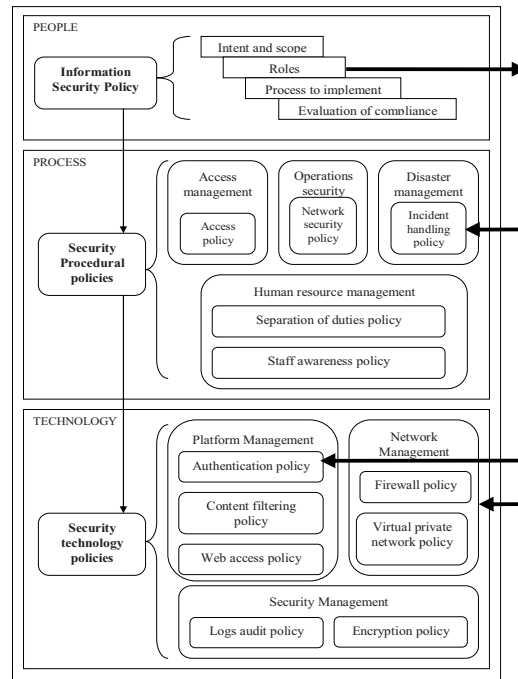 PEOPLE
Information
Security Policy
Intent and scope
Roles
Process to implement
Evaluation of compliance
PROCESS
Security
Procedural
policies
Access
management
Access
policy
Operations
security
Network
security
policy
Disaster
management
Incident
handling
policy
Human resource management
Separation of duties policy
Staff awareness policy
TECHNOLOGY
Security
technology
policies
Platform Management
Authentication policy
Content filtering
policy
Web access policy
Network
Management
Firewall policy
Virtual private
network policy
Security Management
Logs audit policy
Encryption policy